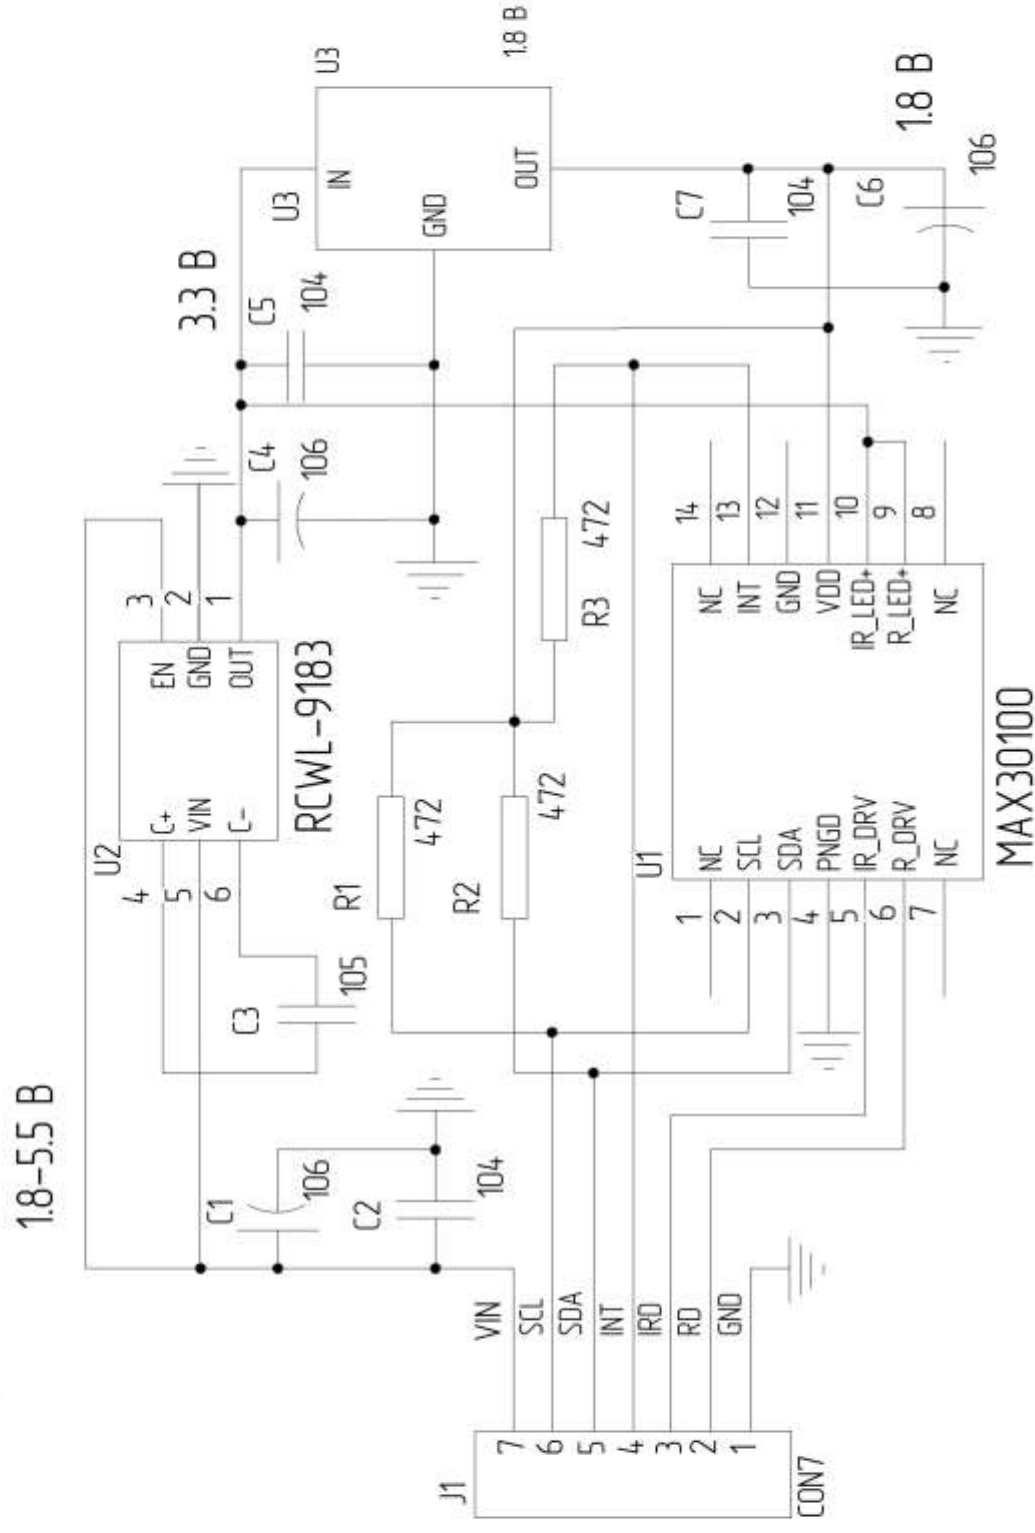 1.8-5.5 В
U2
4
5
6
C+
VIN
C-
EN
GND
OUT
3
2
1
RCWL-9183
3.3 В
C1
106
C2
104
C3
105
C4
106
C5
104
U3
U3
IN
GND
OUT
1.8 В
R1
472
R2
472
R3
472
C7
104
C6
106
1.8 В
J1
7
6
5
4
3
2
1
CON7
VIN
SCL
SDA
INT
IRD
RD
GND
U1
1
2
3
4
5
6
7
NC
SCL
SDA
PNGD
IR_DRV
R_DRV
NC
NC
INT
GND
VDD
IR_LED+
R_LED+
NC
14
13
12
11
10
9
8
MAX30100